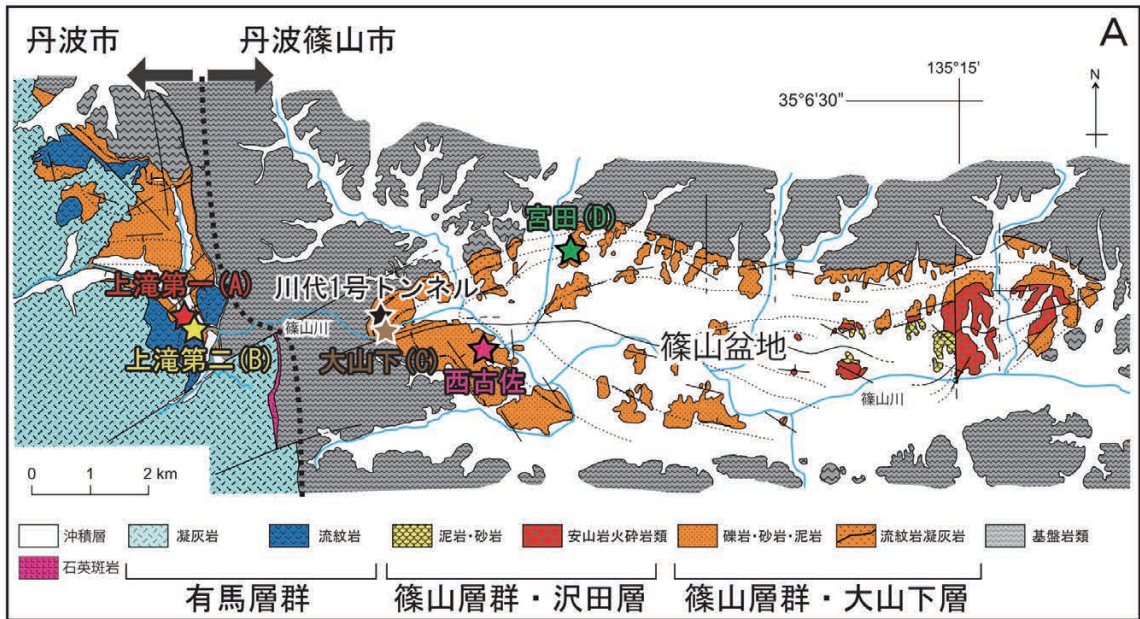 丹波市
丹波篠山市
A
135°15'
35°6'30"
N
宮田(D)
上滝第一(A)
川代1号トンネル
篠山川
上滝第二(B)
大山下(C)
西古佐
篠山盆地
篠山川
0 1 2 km
沖積層
凝灰岩
流紋岩
泥岩・砂岩
安山岩火砕岩類
礫岩・砂岩・泥岩
流紋岩凝灰岩
基盤岩類
石英斑岩
有馬層群
篠山層群・沢田層
篠山層群・大山下層